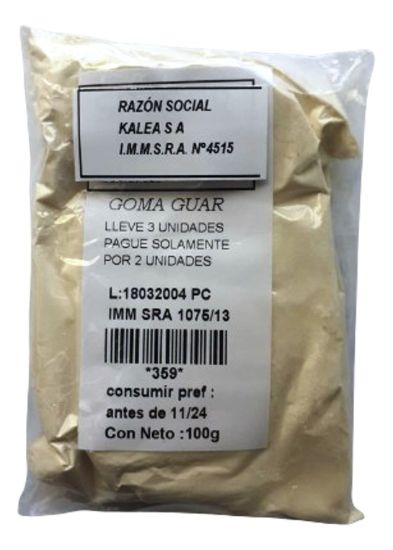 RAZÓN SOCIAL
KALEA S A
I.M.M.S.R.A. Nº4515
GOMA GUAR
LLEVE 3 UNIDADES
PAGUE SOLAMENTE
POR 2 UNIDADES
L:18032004 PC
IMM SRA 1075/13
*359*
consumir pref :
antes de 11/24
Con Neto :100g